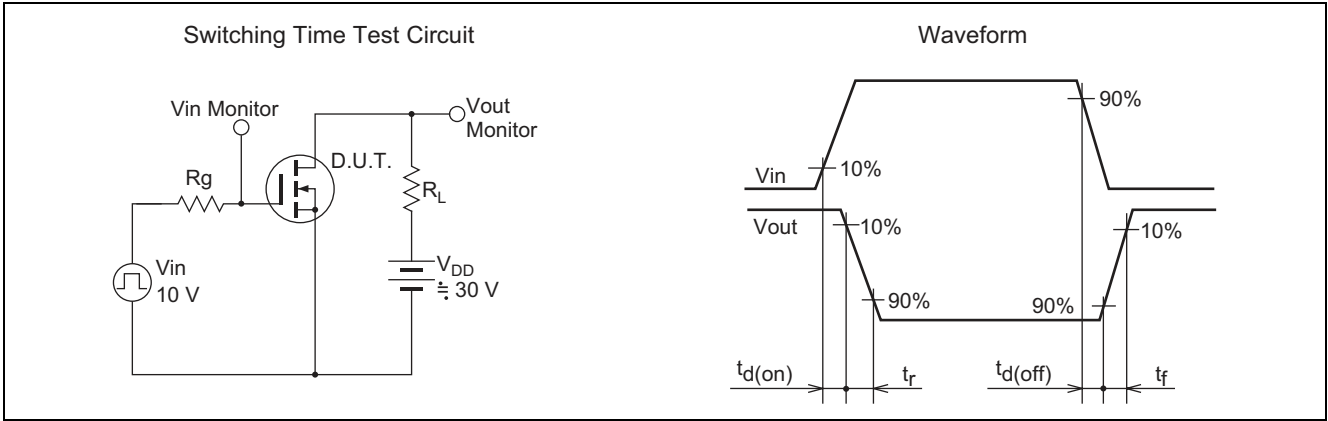 Switching Time Test Circuit
Vin Monitor
Vout
Monitor
D.U.T.
Rg
RL
Vin
10 V
VDD
≒ 30 V
Waveform
90%
10%
Vin
Vout
10%
10%
90%
90%
td(on)
tr
td(off)
tf